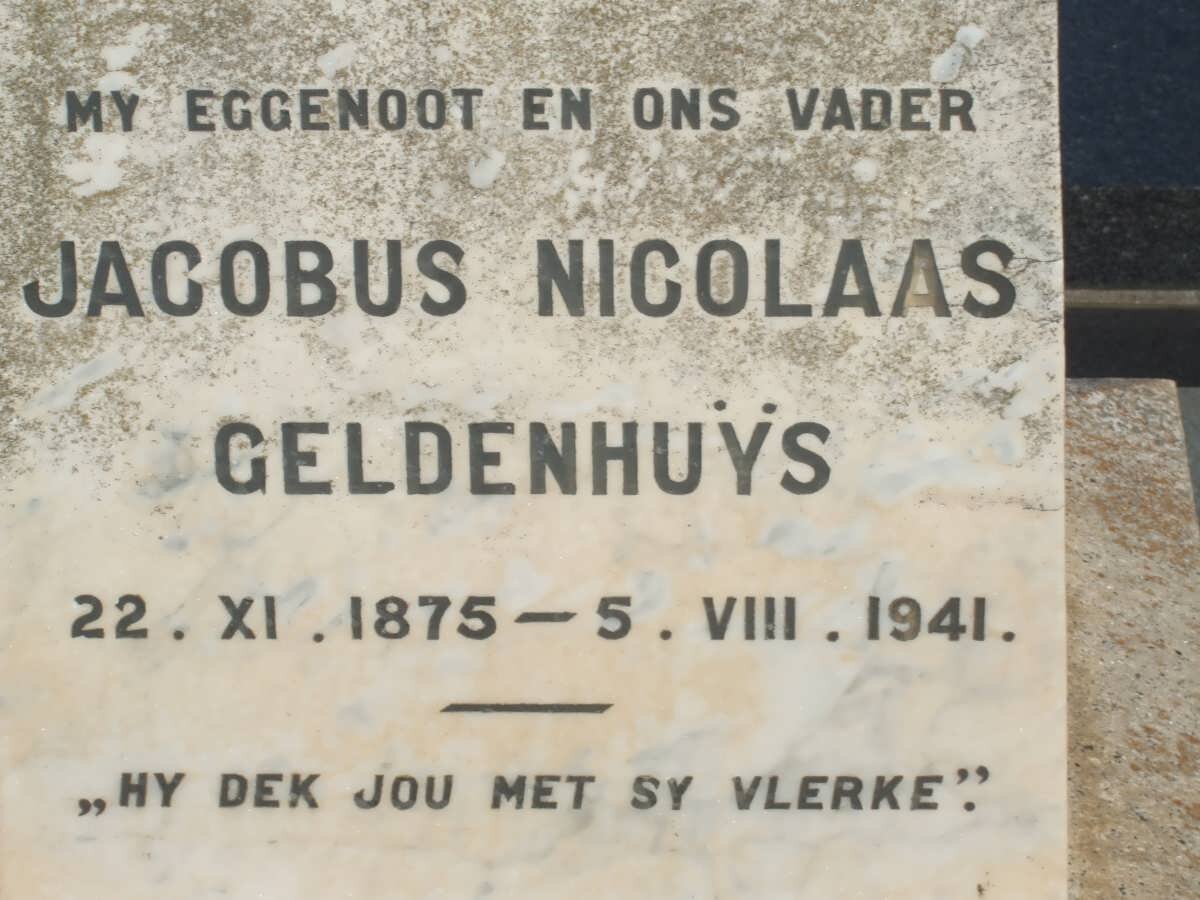 MY EGGENOOT EN ONS VADER
JACOBUS NICOLAAS
GELDENHUŸS
22. XI. 1875 – 5. VIII. 1941.
„HY DEK JOU MET SY VLERKE”.